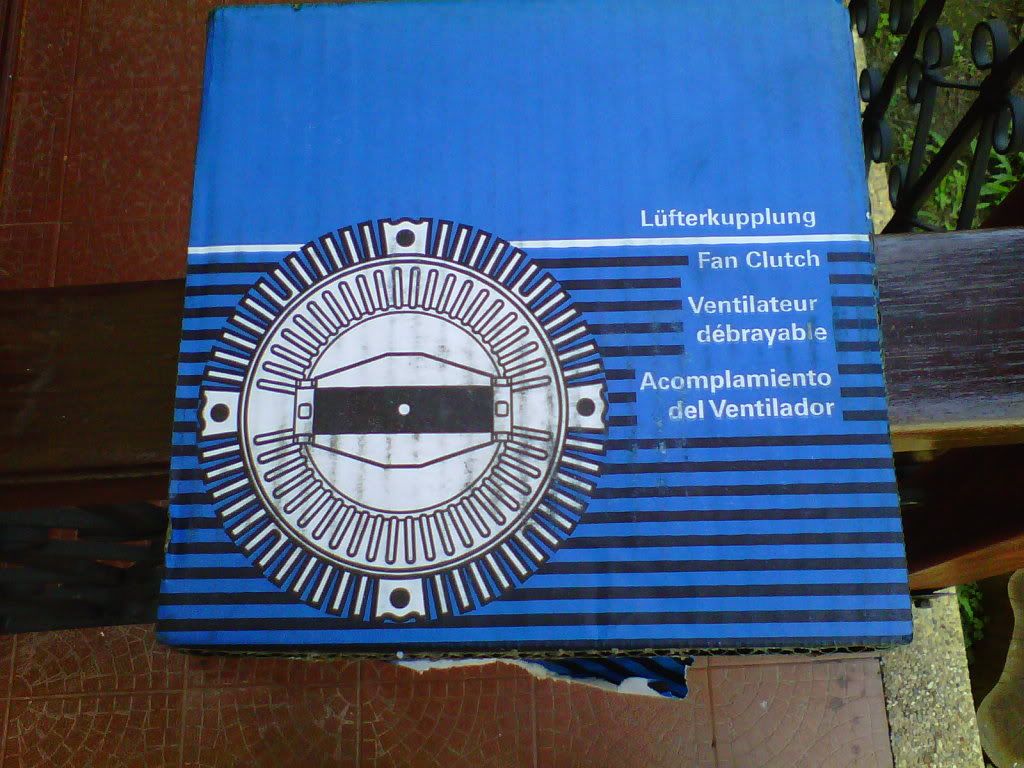 Lüfterkupplung
Fan Clutch
Ventilateur
débrayable
Acomplamiento
del Ventilador